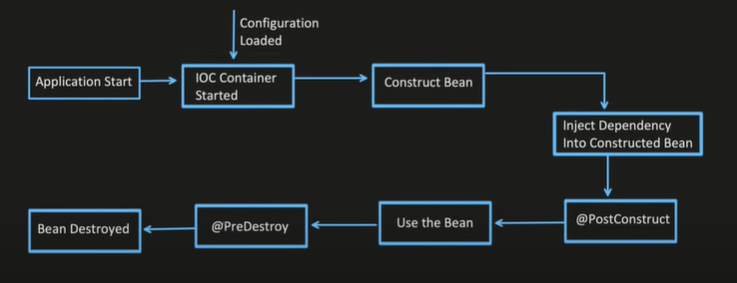 Configuration
Loaded
Application Start
IOC Container
Started
Construct Bean
Inject Dependency
Into Constructed Bean
@PostConstruct
Use the Bean
@PreDestroy
Bean Destroyed